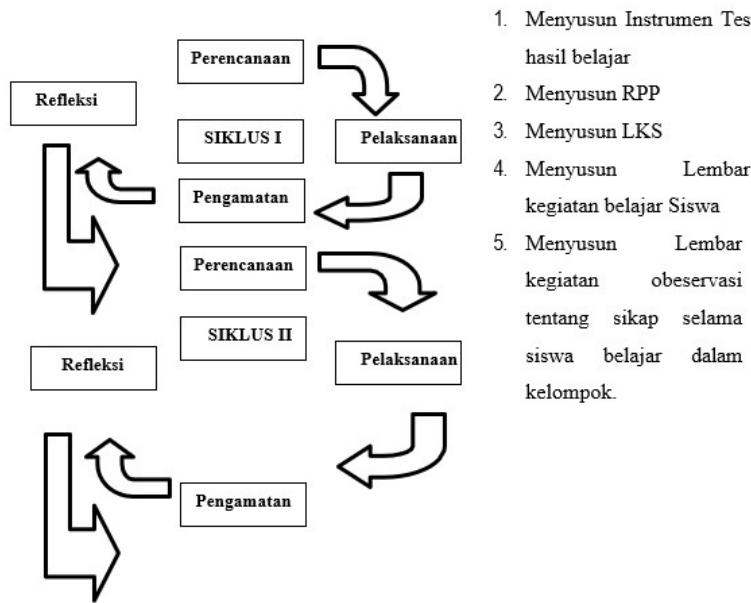 Perencanaan
Refleksi
SIKLUS I
Pelaksanaan
Pengamatan
Perencanaan
SIKLUS II
Refleksi
Pelaksanaan
Pengamatan
1. Menyusun Instrumen Tes
hasil belajar
2. Menyusun RPP
3. Menyusun LKS
4. Menyusun Lembar
kegiatan belajar Siswa
5. Menyusun Lembar
kegiatan obeservasi
tentang sikap selama
siswa belajar dalam
kelompok.